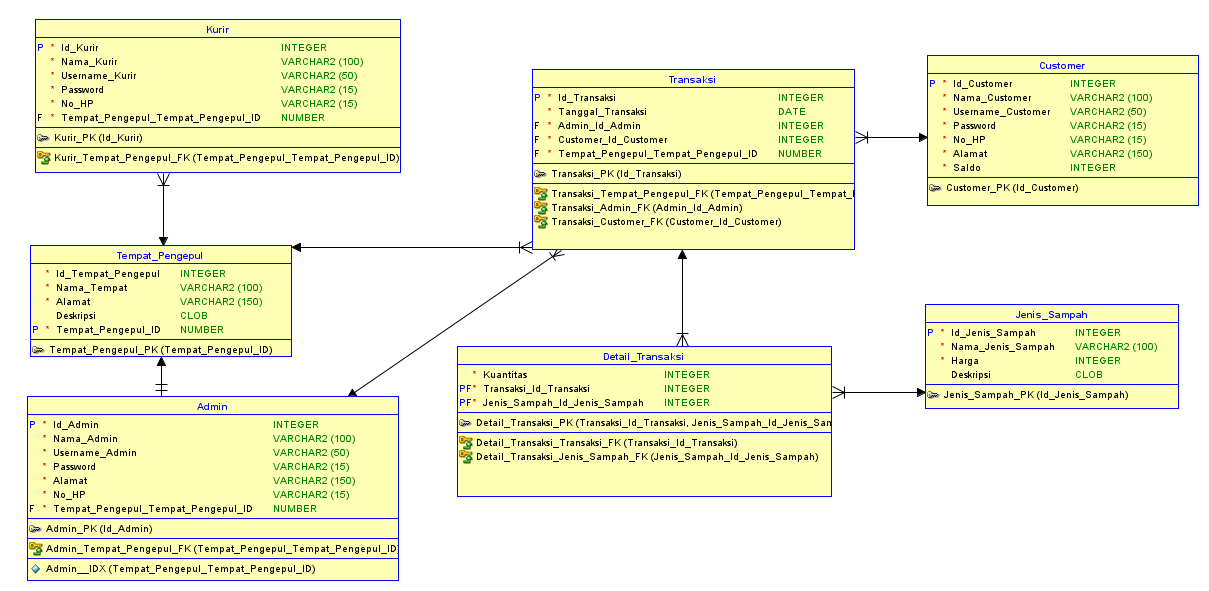 Kurir
P * Id_Kurir INTEGER
* Nama_Kurir VARCHAR2 (100)
* Username_Kurir VARCHAR2 (50)
* Password VARCHAR2 (15)
* No_HP VARCHAR2 (15)
F * Tempat_Pengepul_Tempat_Pengepul_ID NUMBER
Kurir_PK (Id_Kurir)
Kurir_Tempat_Pengepul_FK (Tempat_Pengepul_Tempat_Pengepul_ID)
Transaksi
P * Id_Transaksi INTEGER
* Tanggal_Transaksi DATE
F * Admin_Id_Admin INTEGER
F * Customer_Id_Customer INTEGER
F * Tempat_Pengepul_Tempat_Pengepul_ID NUMBER
Transaksi_PK (Id_Transaksi)
Transaksi_Tempat_Pengepul_FK (Tempat_Pengepul_Tempat_
Transaksi_Admin_FK (Admin_Id_Admin)
Transaksi_Customer_FK (Customer_Id_Customer)
Customer
P * Id_Customer INTEGER
* Nama_Customer VARCHAR2 (100)
* Username_Customer VARCHAR2 (50)
* Password VARCHAR2 (15)
* No_HP VARCHAR2 (15)
* Alamat VARCHAR2 (150)
* Saldo INTEGER
Customer_PK (Id_Customer)
Tempat_Pengepul
* Id_Tempat_Pengepul INTEGER
* Nama_Tempat VARCHAR2 (100)
* Alamat VARCHAR2 (150)
Deskripsi CLOB
P * Tempat_Pengepul_ID NUMBER
Tempat_Pengepul_PK (Tempat_Pengepul_ID)
Admin
P * Id_Admin INTEGER
* Nama_Admin VARCHAR2 (100)
* Username_Admin VARCHAR2 (50)
* Password VARCHAR2 (15)
* Alamat VARCHAR2 (150)
* No_HP VARCHAR2 (15)
F * Tempat_Pengepul_Tempat_Pengepul_ID NUMBER
Admin_PK (Id_Admin)
Admin_Tempat_Pengepul_FK (Tempat_Pengepul_Tempat_Pengepul_ID)
Admin__IDX (Tempat_Pengepul_Tempat_Pengepul_ID)
Detail_Transaksi
* Kuantitas INTEGER
PF* Transaksi_Id_Transaksi INTEGER
PF* Jenis_Sampah_Id_Jenis_Sampah INTEGER
Detail_Transaksi_PK (Transaksi_Id_Transaksi, Jenis_Sampah_Id_Jenis_Sam
Detail_Transaksi_Transaksi_FK (Transaksi_Id_Transaksi)
Detail_Transaksi_Jenis_Sampah_FK (Jenis_Sampah_Id_Jenis_Sampah)
Jenis_Sampah
P * Id_Jenis_Sampah INTEGER
* Nama_Jenis_Sampah VARCHAR2 (100)
* Harga INTEGER
Deskripsi CLOB
Jenis_Sampah_PK (Id_Jenis_Sampah)